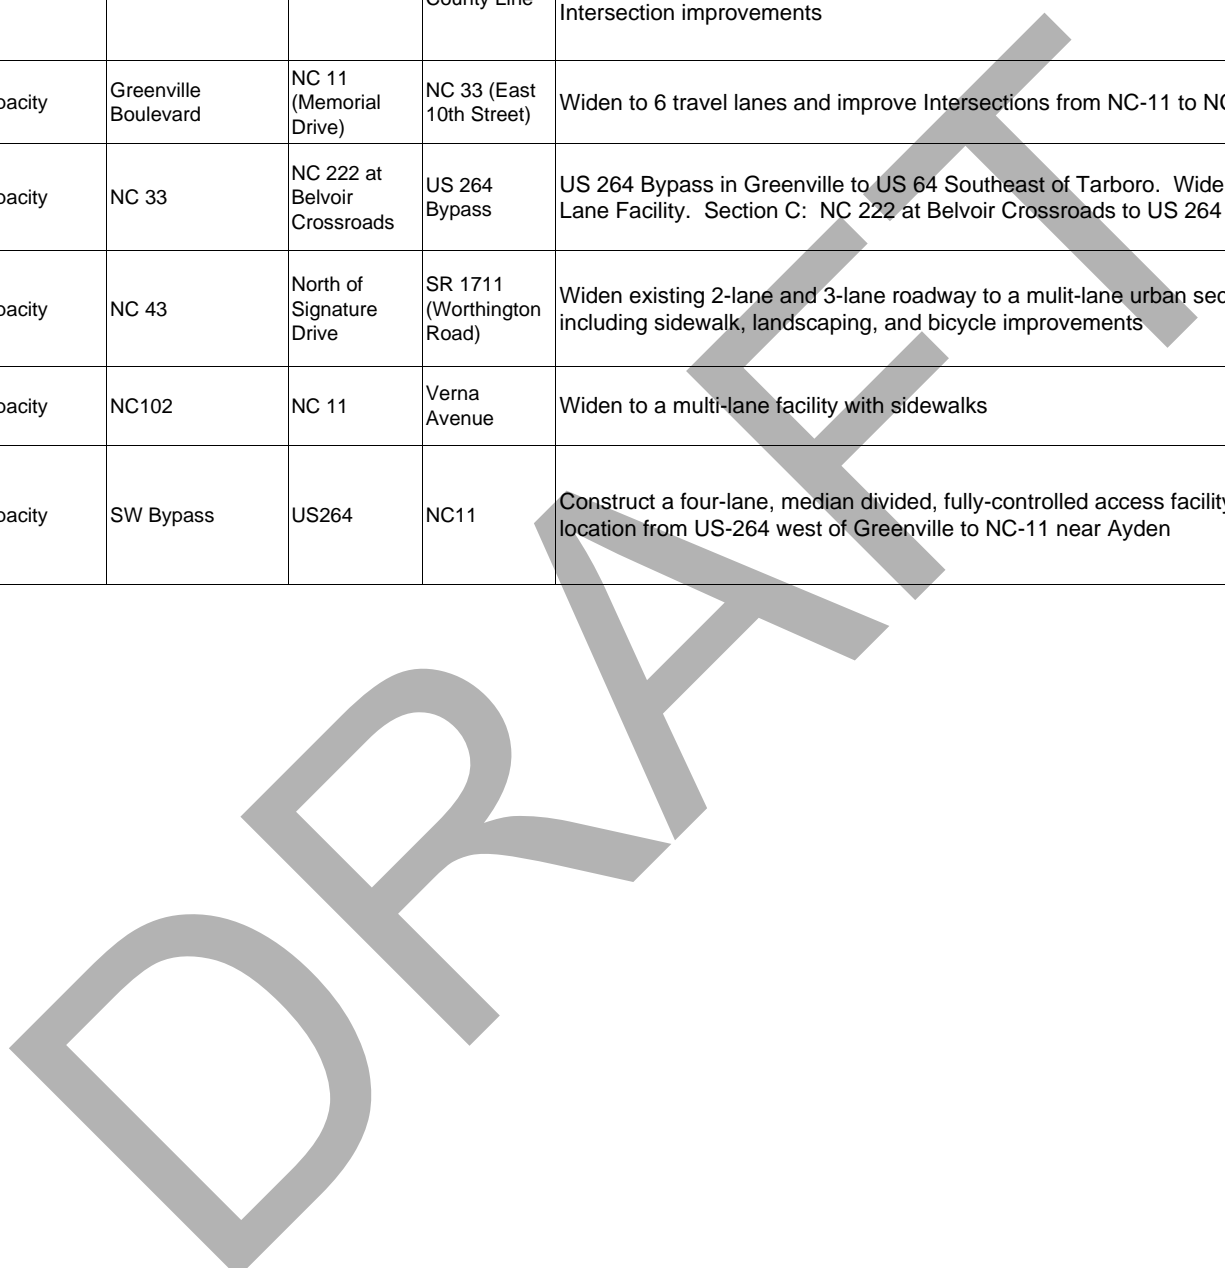 County Line
Intersection improvements
pacity
Greenville
Boulevard
NC 11
(Memorial
Drive)
NC 33 (East
10th Street)
Widen to 6 travel lanes and improve Intersections from NC-11 to NC
pacity
NC 33
NC 222 at
Belvoir
Crossroads
US 264
Bypass
US 264 Bypass in Greenville to US 64 Southeast of Tarboro.  Wide
Lane Facility.  Section C:  NC 222 at Belvoir Crossroads to US 264
pacity
NC 43
North of
Signature
Drive
SR 1711
(Worthington
Road)
Widen existing 2-lane and 3-lane roadway to a mulit-lane urban sec
including sidewalk, landscaping, and bicycle improvements
pacity
NC102
NC 11
Verna
Avenue
Widen to a multi-lane facility with sidewalks
pacity
SW Bypass
US264
NC11
Construct a four-lane, median divided, fully-controlled access facility
location from US-264 west of Greenville to NC-11 near Ayden
DRAFT